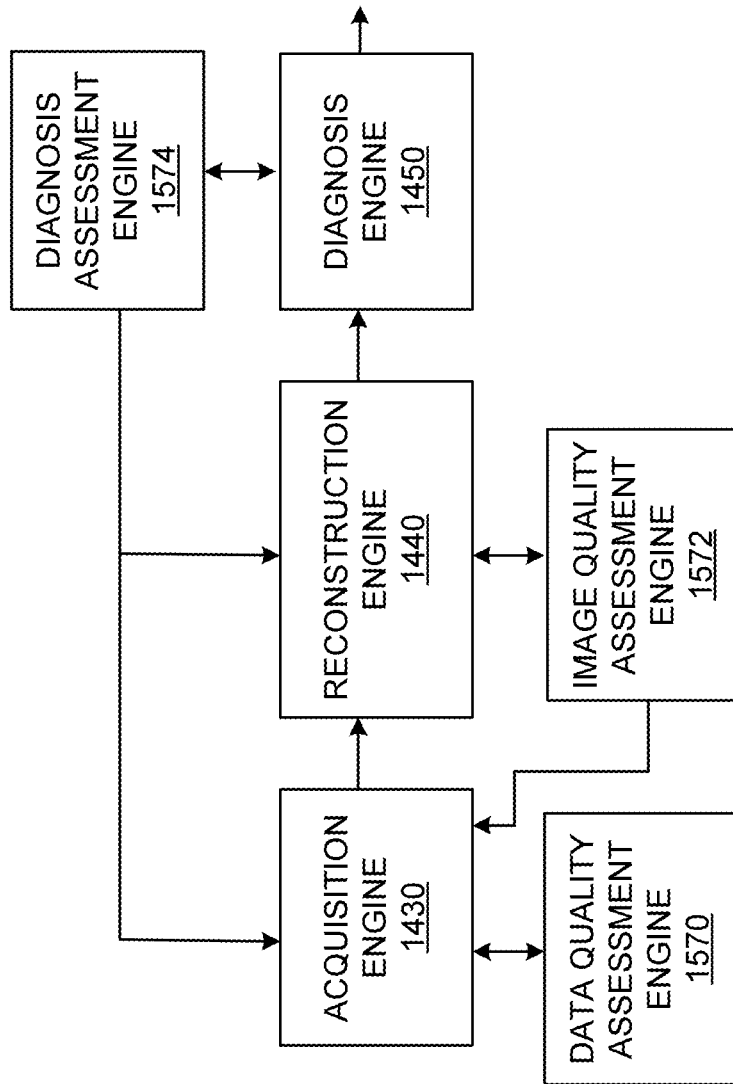 DIAGNOSIS
ASSESSMENT
ENGINE
1574
ACQUISITION
ENGINE
1430
RECONSTRUCTION
ENGINE
1440
DIAGNOSIS
ENGINE
1450
DATA QUALITY
ASSESSMENT
ENGINE
1570
IMAGE QUALITY
ASSESSMENT
ENGINE
1572